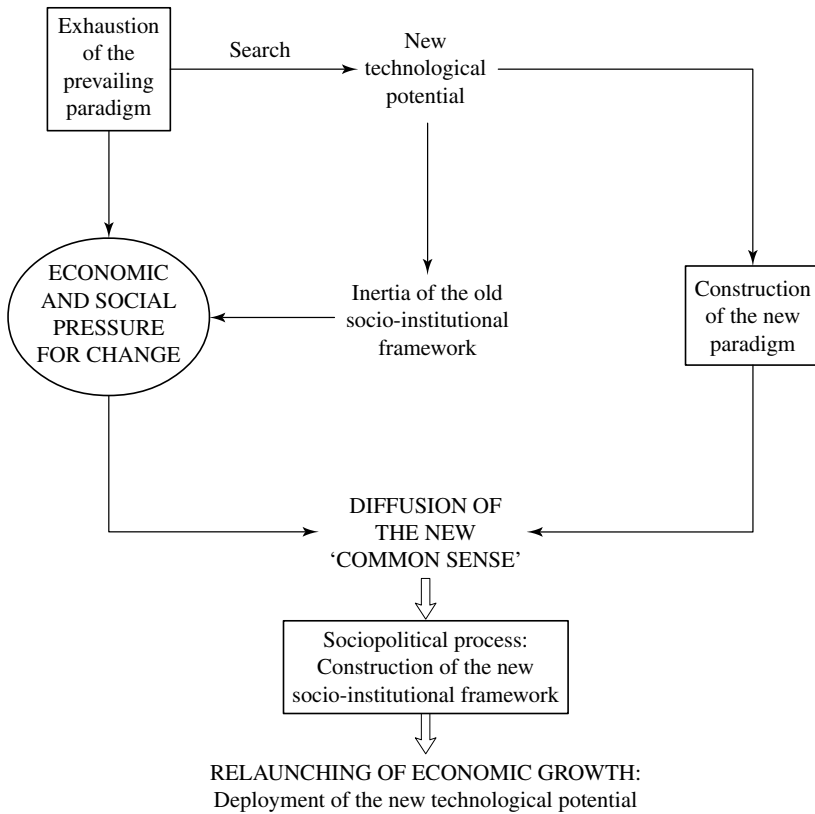 Exhaustion
of the
prevailing
paradigm
Search
New
technological
potential
ECONOMIC
AND SOCIAL
PRESSURE
FOR CHANGE
Inertia of the old
socio-institutional
framework
Construction
of the new
paradigm
DIFFUSION OF
THE NEW
‘COMMON SENSE’
Sociopolitical process:
Construction of the new
socio-institutional framework
RELAUNCHING OF ECONOMIC GROWTH:
Deployment of the new technological potential